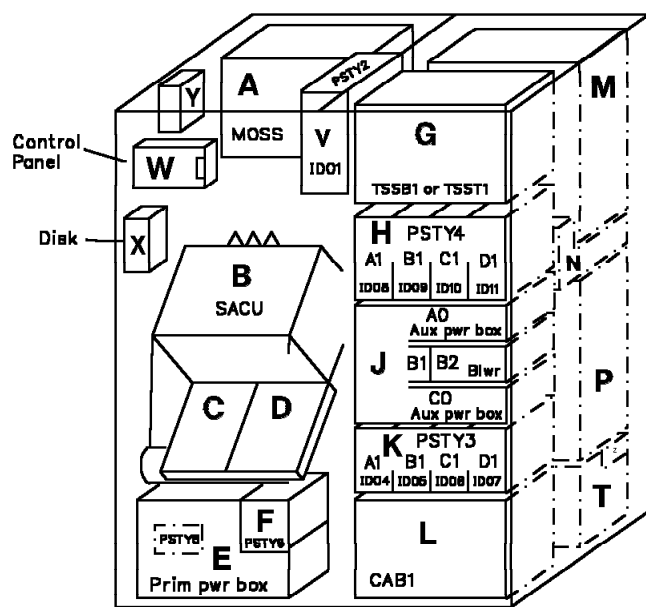 A
MOSS
Y
PSTY2
V
ID01
M
G
TSSB1 or TSST1
Control
Panel
W
Disk
X
B
SACU
H PSTY4
A1 B1 C1 D1
ID08 ID09 ID10 ID11
N
J
A0
Aux pwr box
B1 B2 Blwr
C0
Aux pwr box
P
C D
K PSTY3
A1 B1 C1 D1
ID04 ID05 ID06 ID07
T
E
F
Prim pwr box
L
CAB1